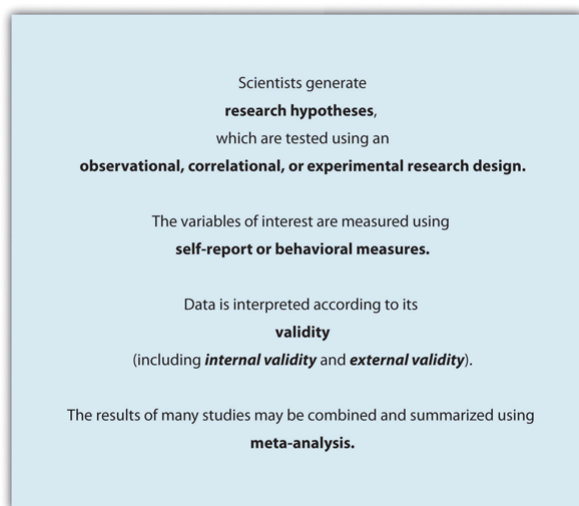 Scientists generate
research hypotheses,
which are tested using an
observational, correlational, or experimental research design.
The variables of interest are measured using
self-report or behavioral measures.
Data is interpreted according to its
validity
(including internal validity and external validity).
The results of many studies may be combined and summarized using
meta-analysis.